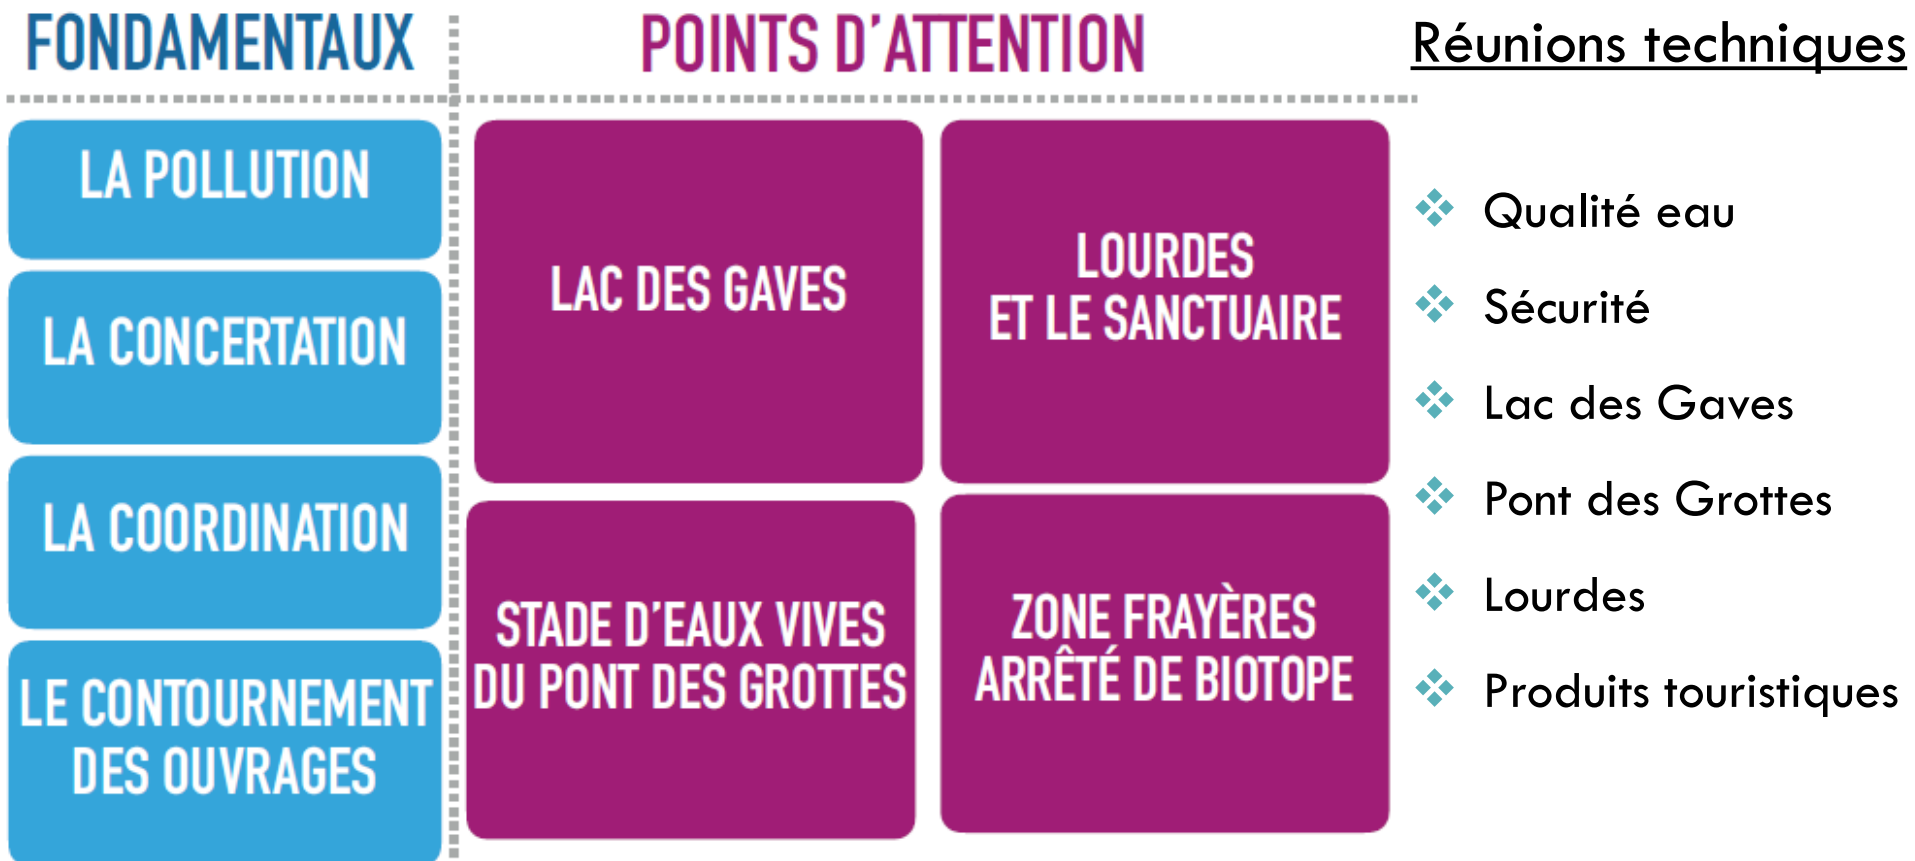 FONDAMENTAUX
LA POLLUTION
LA CONCERTATION
LA COORDINATION
LE CONTOURNEMENT
DES OUVRAGES
POINTS D'ATTENTION
LAC DES GAVES
LOURDES
ET LE SANCTUAIRE
STADE D'EAUX VIVES
DU PONT DES GROTTES
ZONE FRAYÈRES
ARRÊTÉ DE BIOTOPE
Réunions techniques
Qualité eau
Sécurité
Lac des Gaves
Pont des Grottes
Lourdes
Produits touristiques